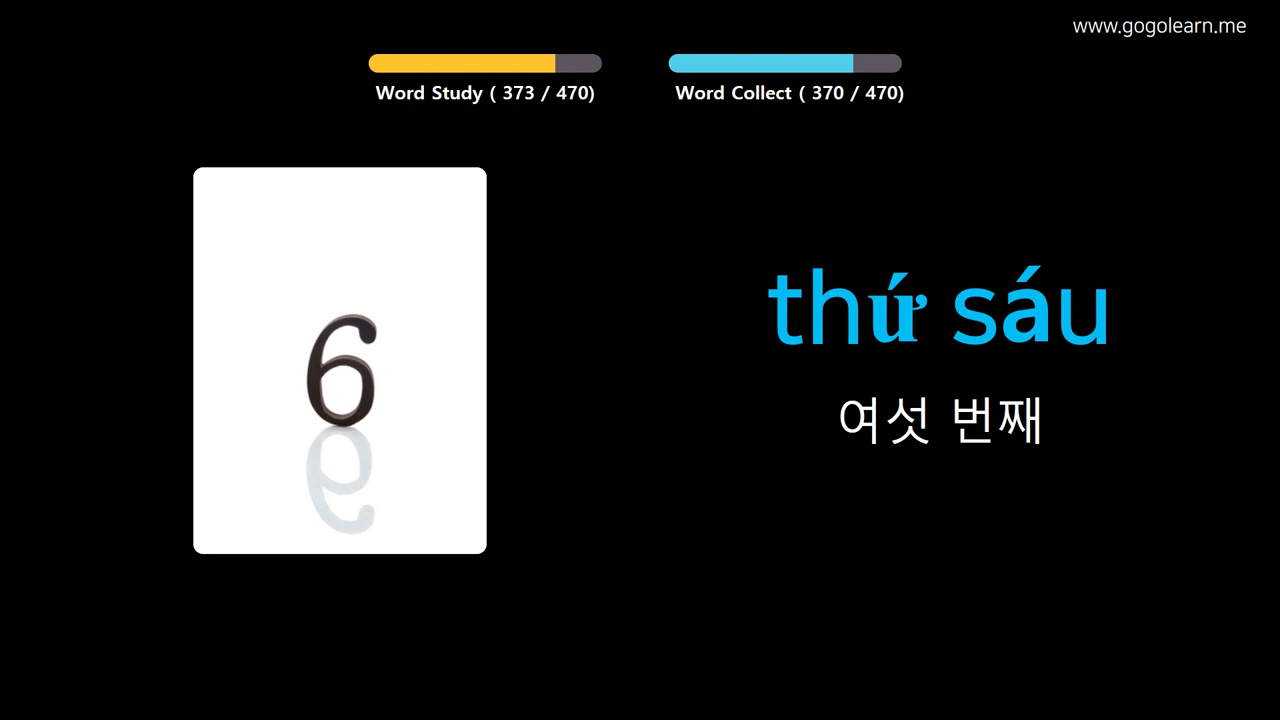 www.gogolearn.me
Word Study ( 373 / 470)
Word Collect ( 370 / 470)
6
thứ sáu
여섯 번째